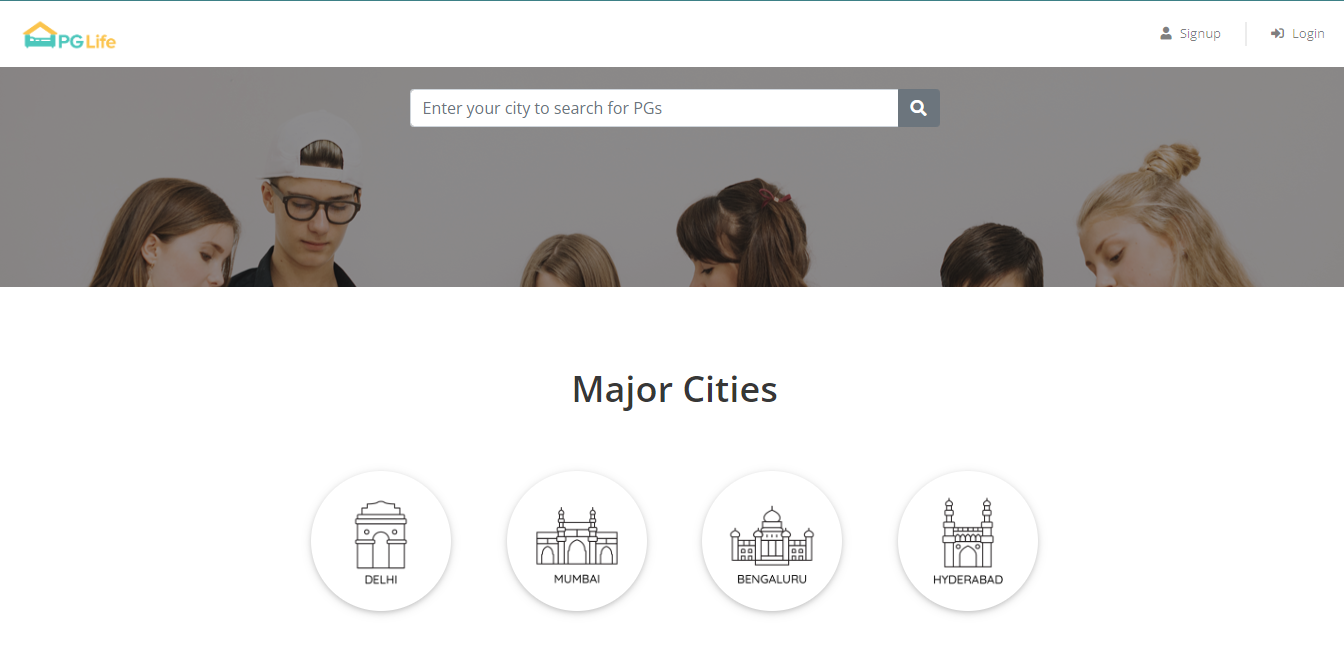 PG Life
Signup
Login
Enter your city to search for PGs
Major Cities
DELHI
MUMBAI
BENGALURU
HYDERABAD